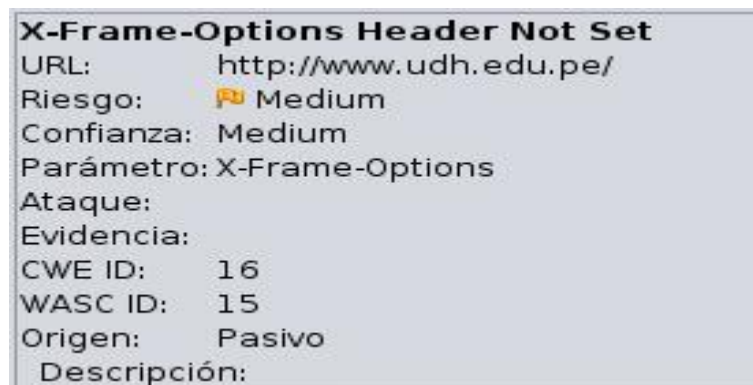 X-Frame-Options Header Not Set
URL: http://www.udh.edu.pe/
Riesgo: Medium
Confianza: Medium
Parámetro: X-Frame-Options
Ataque:
Evidencia:
CWE ID: 16
WASC ID: 15
Origen: Pasivo
Descripción: